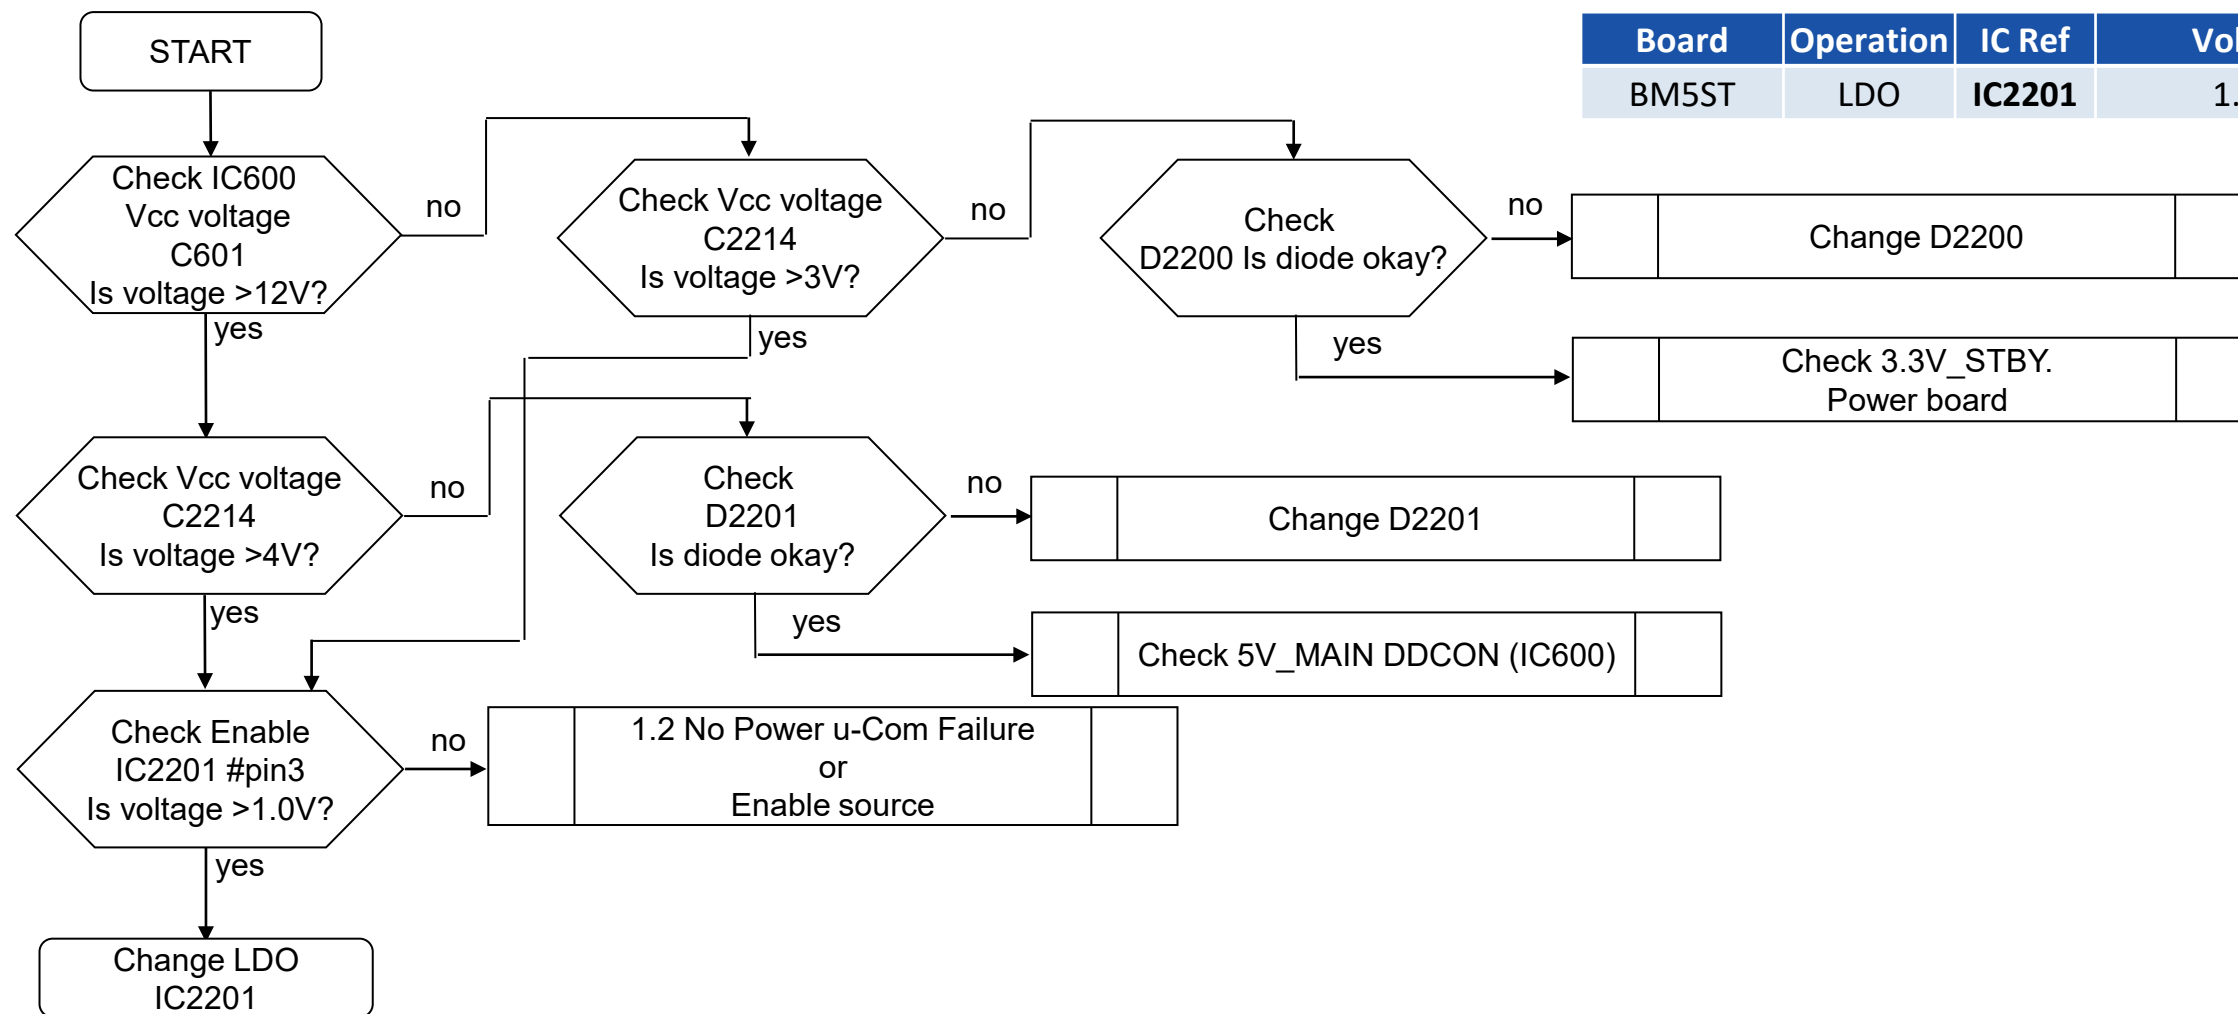 START
Board Operation IC Ref
BM5ST LDO IC2201
Check IC600
Vcc voltage
C601
Is voltage >12V?
no
yes
Check Vcc voltage
C2214
Is voltage >3V?
no
yes
Check
D2200 Is diode okay?
no
yes
Change D2200
Check 3.3V_STBY.
Power board
Check Vcc voltage
C2214
Is voltage >4V?
no
yes
Check
D2201
Is diode okay?
no
yes
Change D2201
Check 5V_MAIN DDCON (IC600)
Check Enable
IC2201 #pin3
Is voltage >1.0V?
no
yes
1.2 No Power u-Com Failure
or
Enable source
Change LDO
IC2201